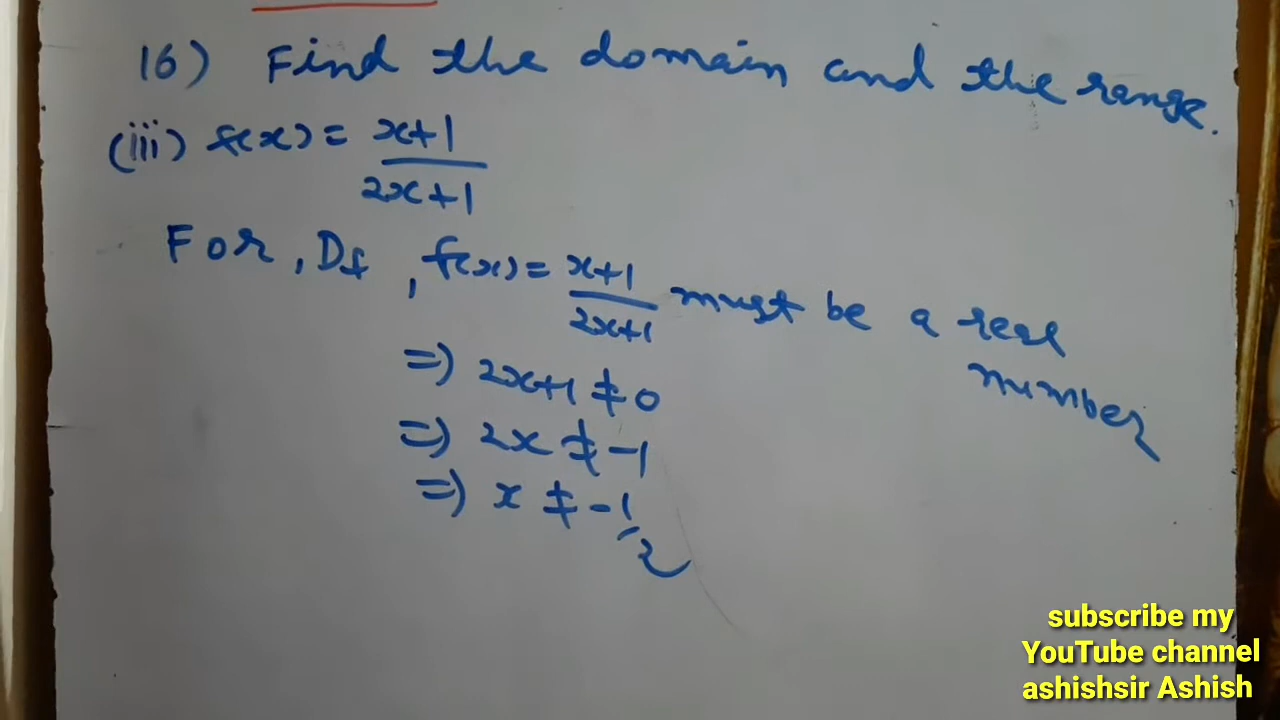 16) Find the domain and the range.
(iii) f(x) = x+1
2x+1
For, Df, f(x) = x+1 must be a real
2x+1 number
=) 2x+1 ≠ 0
=) 2x ≠ -1
=) x ≠ -1/2
subscribe my
YouTube channel
ashishsir Ashish